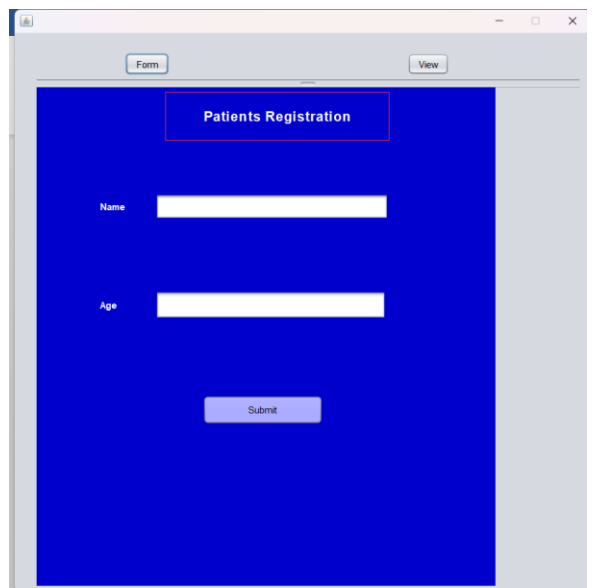 Form View
Patients Registration
Name
Age
Submit